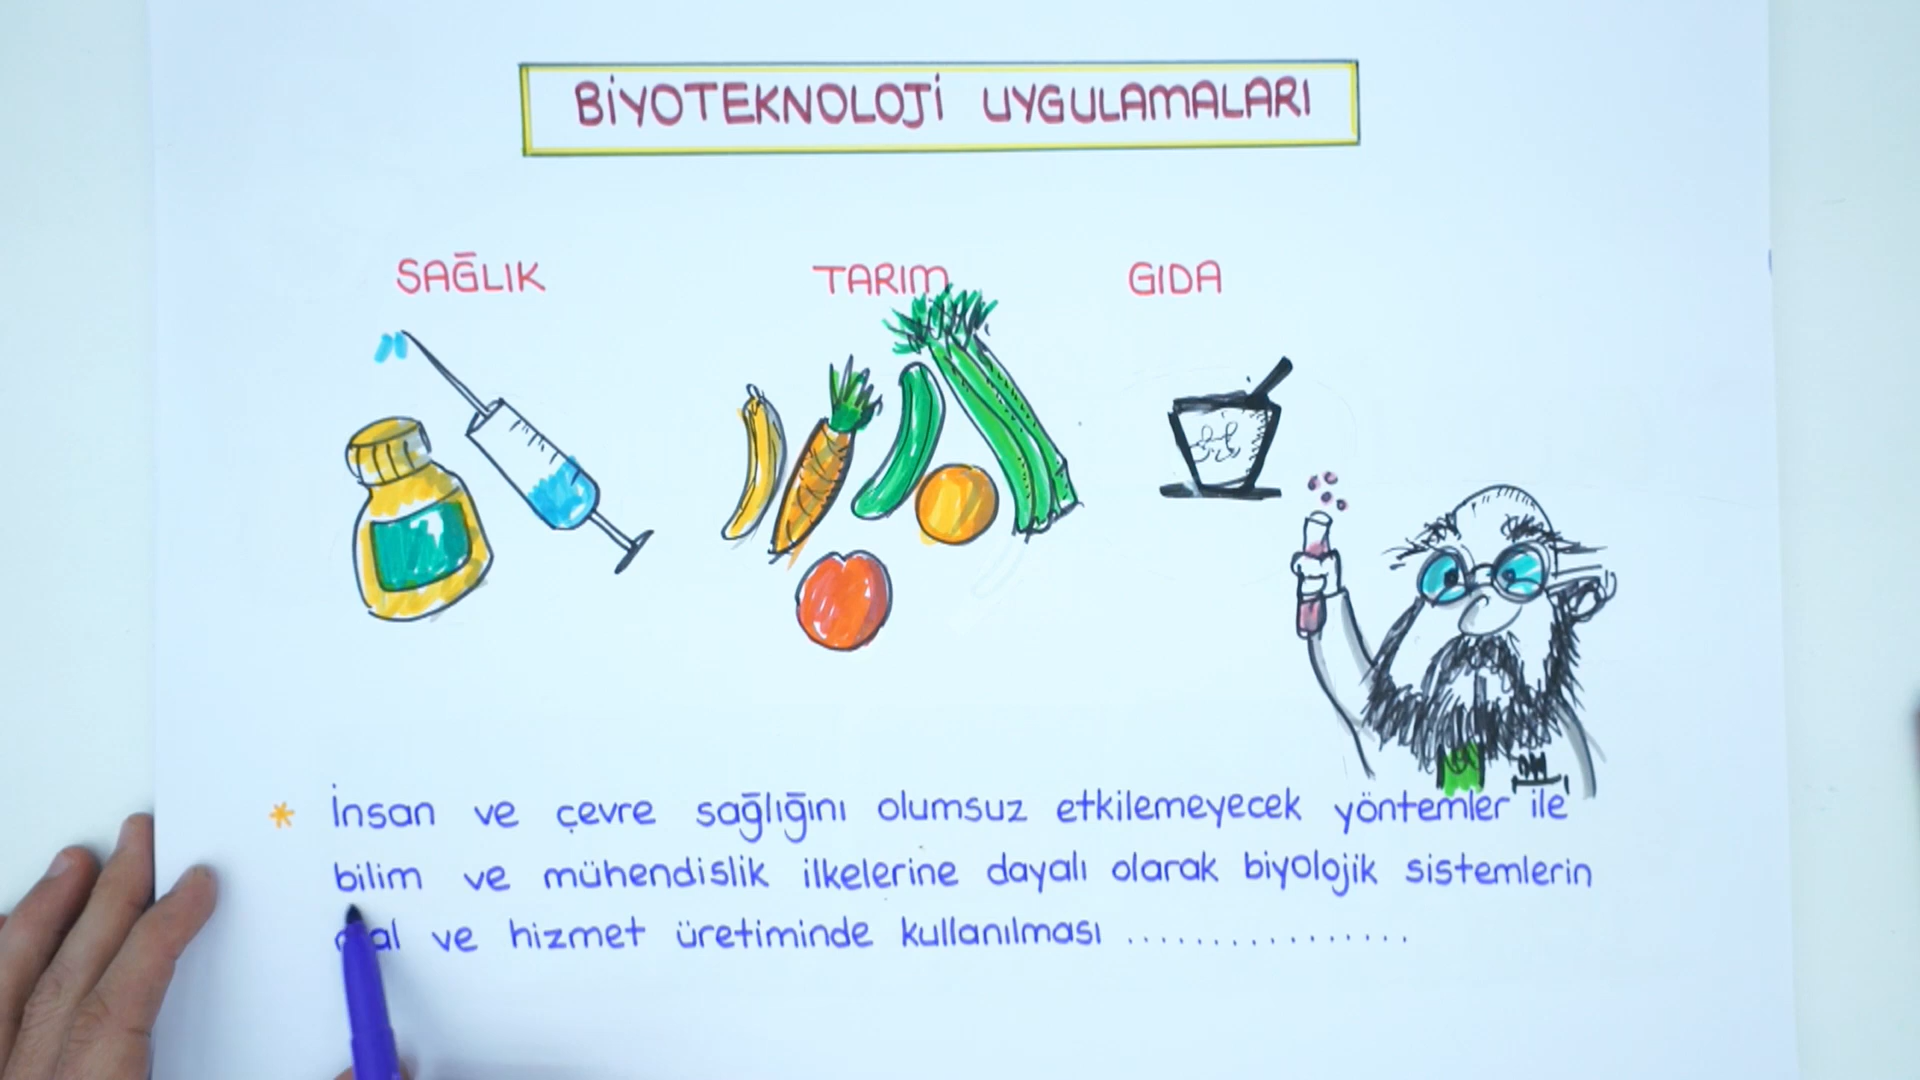 BİYOTEKNOLOJİ UYGULAMALARI
SAĞLIK TARIM GIDA
İnsan ve çevre sağlığını olumsuz etkilemeyecek yöntemler ile
bilim ve mühendislik ilkelerine dayalı olarak biyolojik sistemlerin
ve hizmet üretiminde kullanılması ................